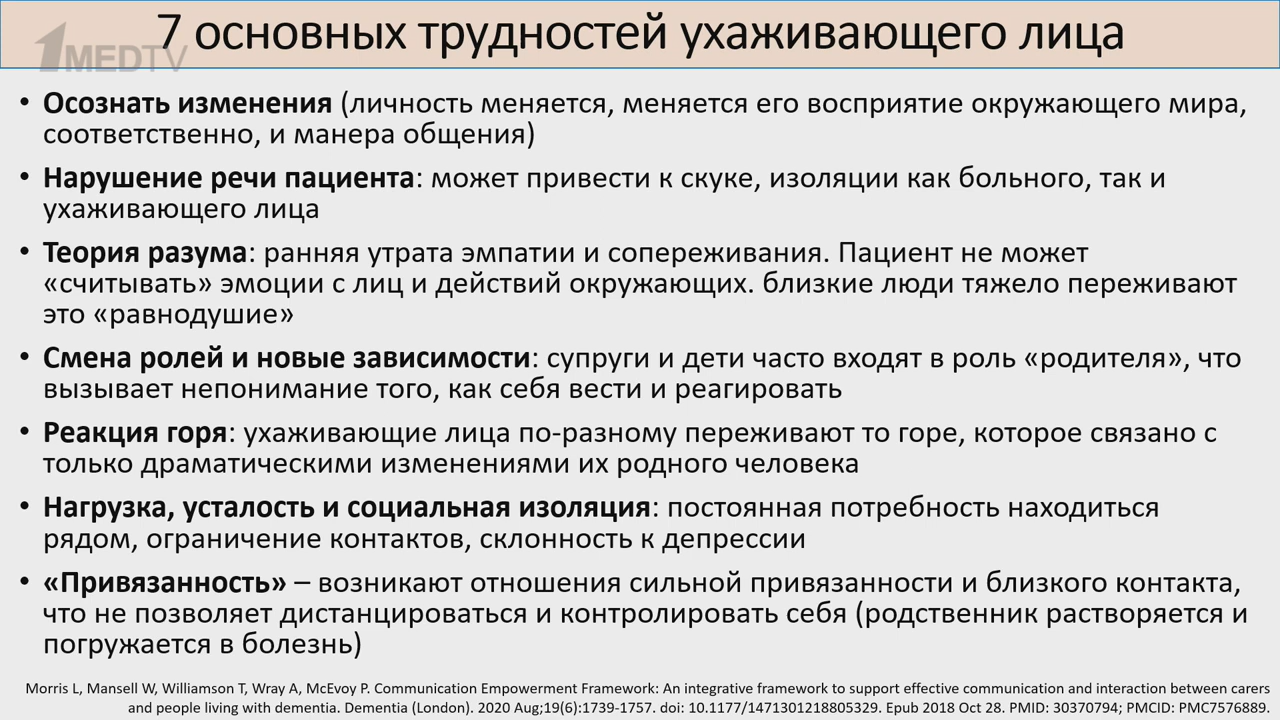 7 основных трудностей ухаживающего лица
1MEDTV
• Осознать изменения (личность меняется, меняется его восприятие окружающего мира,
соответственно, и манера общения)
• Нарушение речи пациента: может привести к скуке, изоляции как больного, так и
ухаживающего лица
• Теория разума: ранняя утрата эмпатии и сопереживания. Пациент не может
«считывать» эмоции с лиц и действий окружающих. близкие люди тяжело переживают
это «равнодушие»
• Смена ролей и новые зависимости: супруги и дети часто входят в роль «родителя», что
вызывает непонимание того, как себя вести и реагировать
• Реакция горя: ухаживающие лица по-разному переживают то горе, которое связано с
только драматическими изменениями их родного человека
• Нагрузка, усталость и социальная изоляция: постоянная потребность находиться
рядом, ограничение контактов, склонность к депрессии
• «Привязанность» – возникают отношения сильной привязанности и близкого контакта,
что не позволяет дистанцироваться и контролировать себя (родственник растворяется и
погружается в болезнь)
Morris L, Mansell W, Williamson T, Wray A, McEvoy P. Communication Empowerment Framework: An integrative framework to support effective communication and interaction between carers
and people living with dementia. Dementia (London). 2020 Aug;19(6):1739-1757. doi: 10.1177/1471301218805329. Epub 2018 Oct 28. PMID: 30370794; PMCID: PMC7576889.